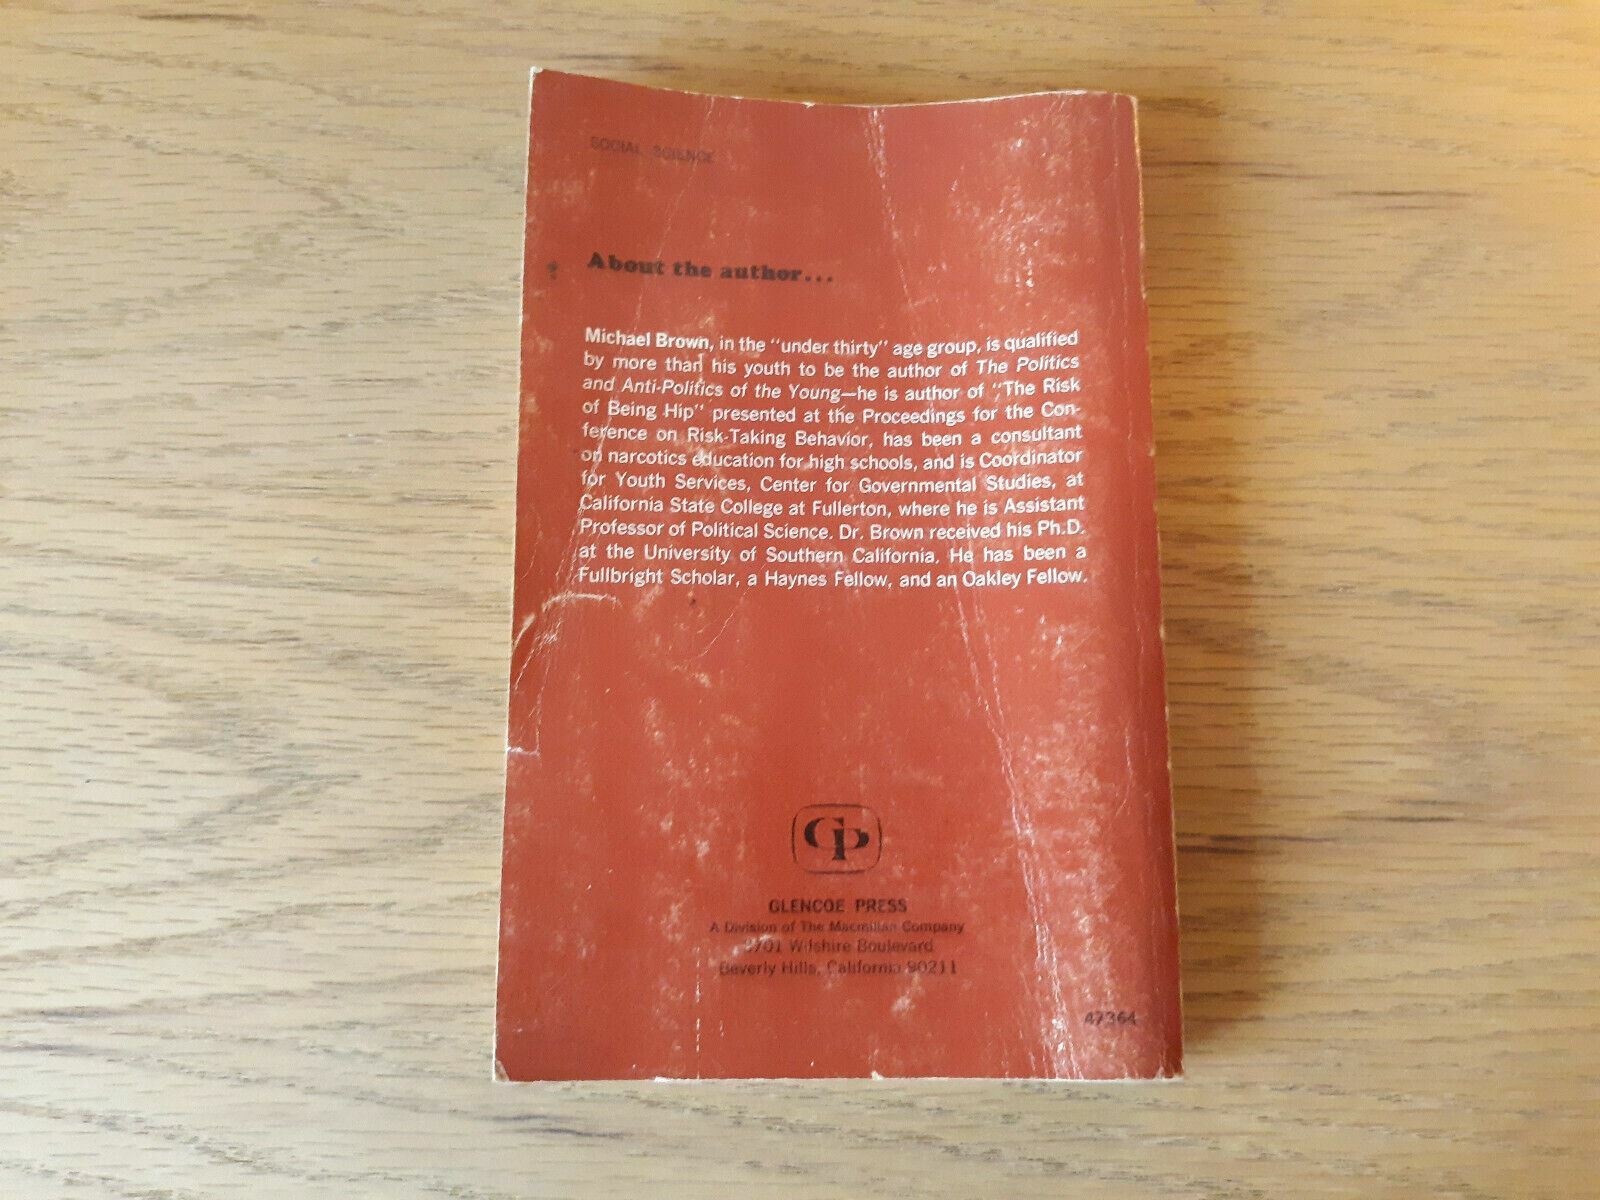 SOCIAL SCIENCE
About the author...
Michael Brown, in the "under thirty" age group, is qualified
by more than his youth to be the author of The Politics
and Anti-Politics of the Young—he is author of "The Risk
of Being Hip" presented at the Proceedings for the Con-
ference on Risk-Taking Behavior, has been a consultant
on narcotics education for high schools, and is Coordinator
for Youth Services, Center for Governmental Studies, at
California State College at Fullerton, where he is Assistant
Professor of Political Science. Dr. Brown received his Ph.D.
at the University of Southern California. He has been a
Fullbright Scholar, a Haynes Fellow, and an Oakley Fellow.
GP
GLENCOE PRESS
A Division of The Macmillan Company
8701 Wilshire Boulevard
Beverly Hills, California 90211
47364